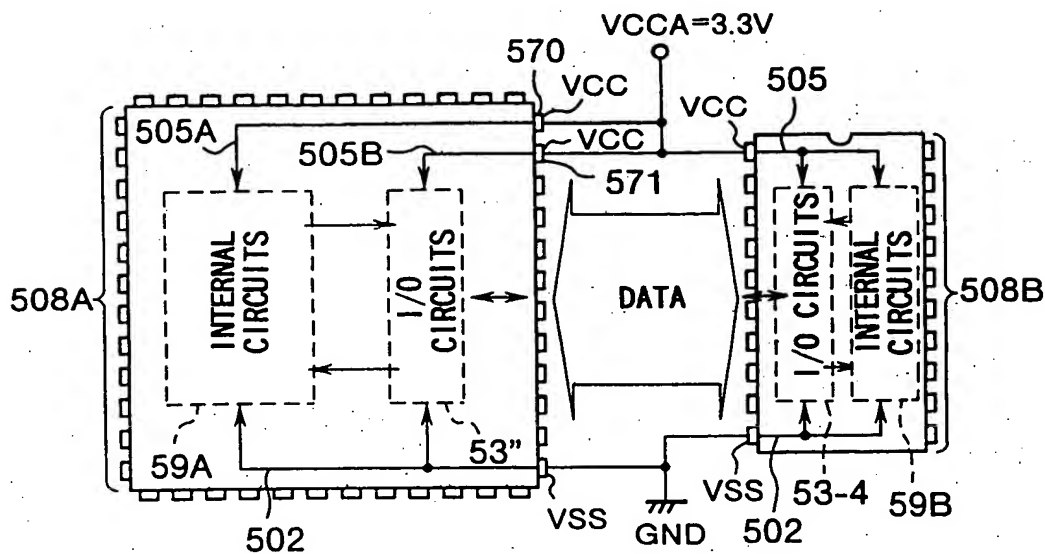 VCCA=3.3V
570
VCC
505
VCC
505A
505B
VCC
571
INTERNAL
CIRCUITS
I/O
CIRCUITS
DATA
I/O CIRCUITS
INTERNAL
CIRCUITS
508A
508B
59A
53”
502
VSS
GND
VSS
502
53-4
59B